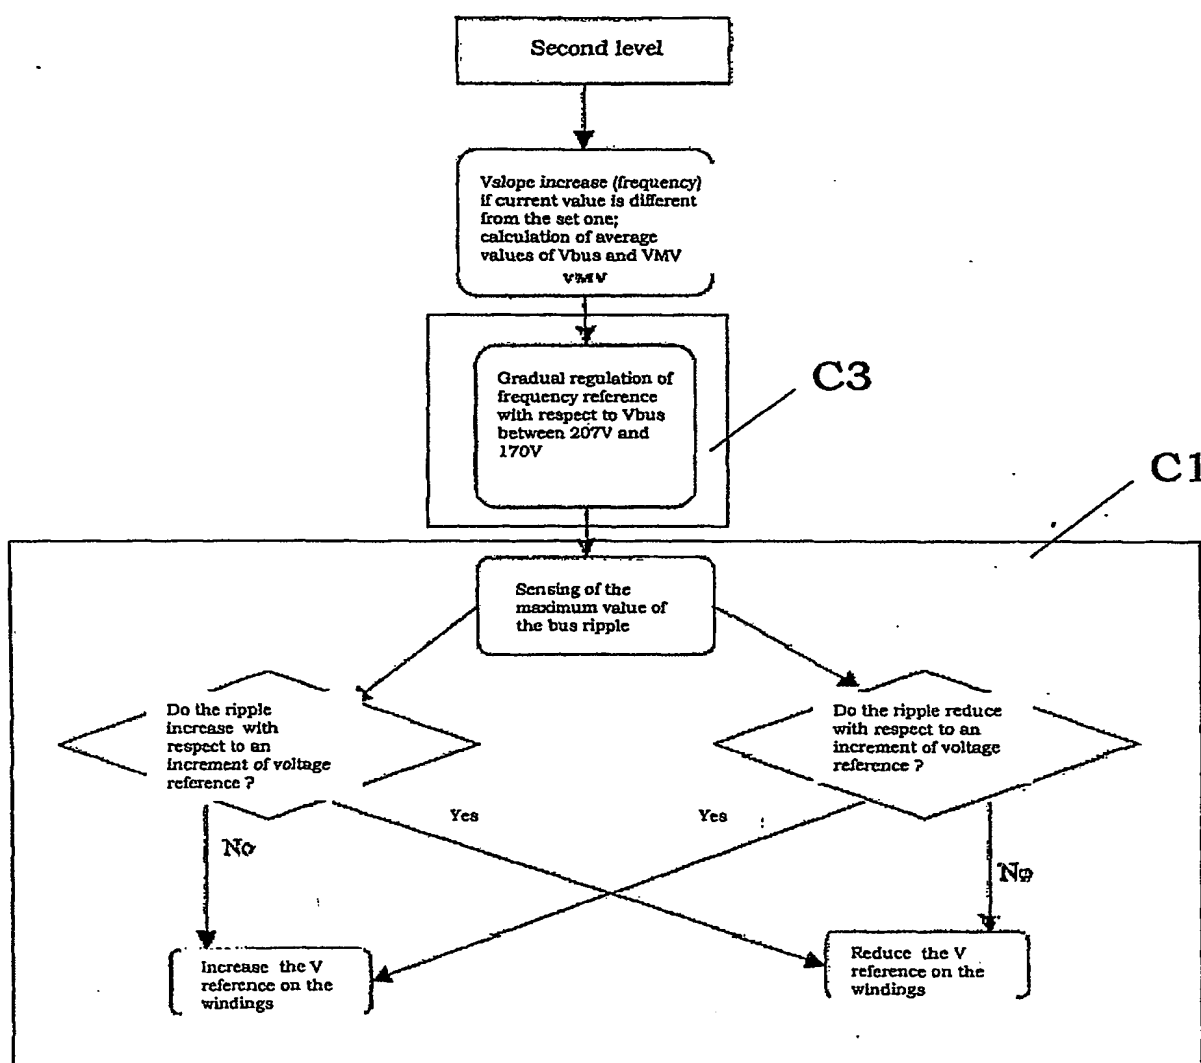 Second level
Vslope increase (frequency)
if current value is different
from the set one;
calculation of average
values of Vbus and VMV
VMV
Gradual regulation of
frequency reference
with respect to Vbus
between 207V and
170V
C3
C1
Sensing of the
maximum value of
the bus ripple
Do the ripple
increase with
respect to an
increment of voltage
reference ?
Do the ripple reduce
with respect to an
increment of voltage
reference ?
Yes
Yes
No
No
Increase the V
reference on the
windings
Reduce the V
reference on the
windings